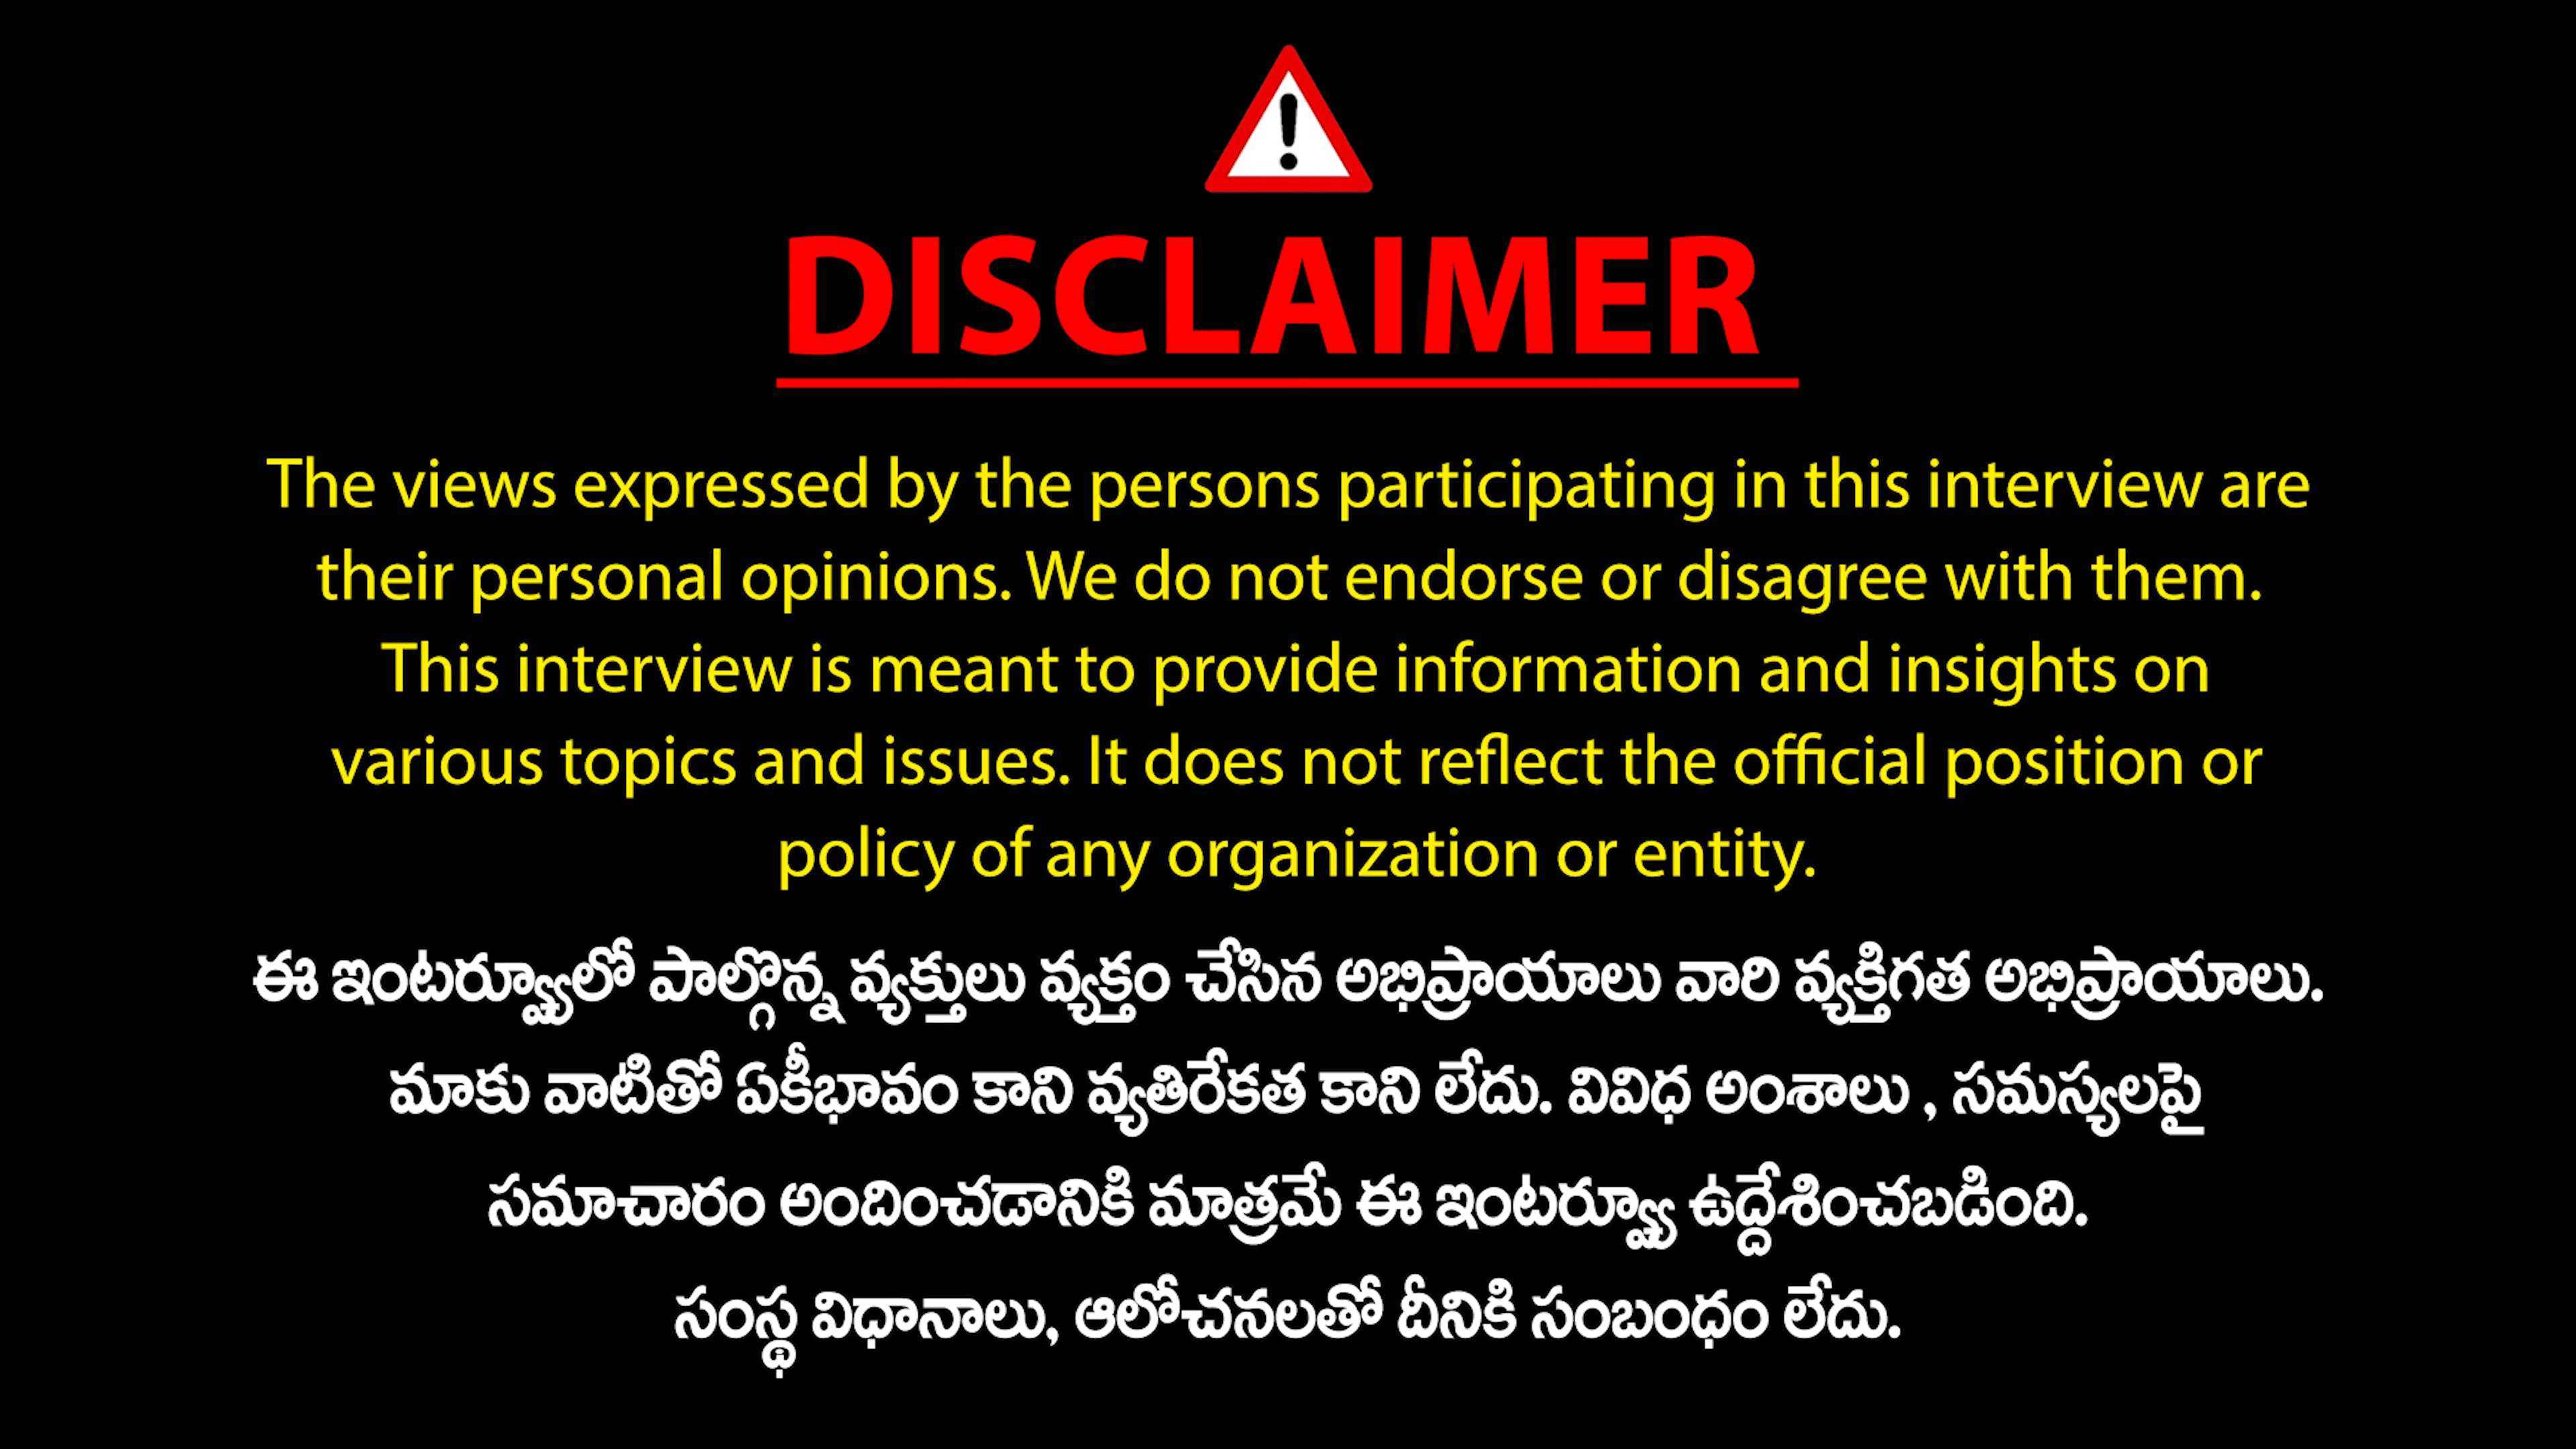 DISCLAIMER
The views expressed by the persons participating in this interview are
their personal opinions. We do not endorse or disagree with them.
This interview is meant to provide information and insights on
various topics and issues. It does not reflect the official position or
policy of any organization or entity.
ఈ ఇంటర్వ్యూలో పాల్గొన్న వ్యక్తులు వ్యక్తం చేసిన అభిప్రాయాలు వారి వ్యక్తిగత అభిప్రాయాలు.
మాకు వాటితో ఏకీభావం కాని వ్యతిరేకత కాని లేదు. వివిధ అంశాలు , సమస్యలపై
సమాచారం అందించడానికి మాత్రమే ఈ ఇంటర్వ్యూ ఉద్దేశించబడింది.
సంస్థ విధానాలు, ఆలోచనలతో దీనికి సంబంధం లేదు.